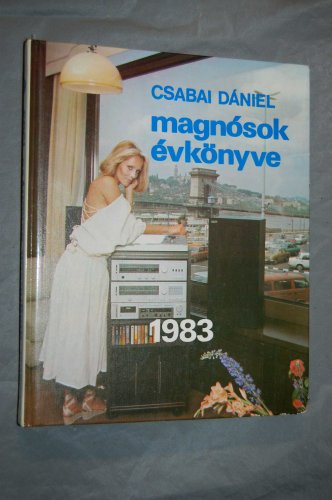 CSABAI DÁNIEL
magnósok
évkönyve
1983